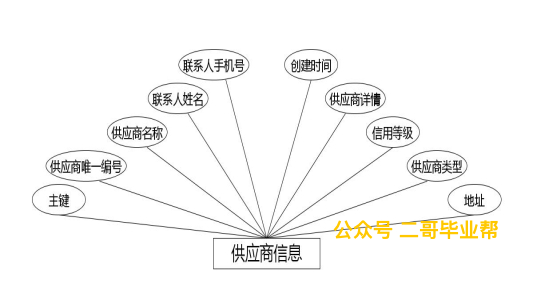 联系人手机号
创建时间
联系人姓名
供应商详情
供应商名称
信用等级
供应商唯一编号
供应商类型
主键
地址
公众号 二哥毕业帮
供应商信息